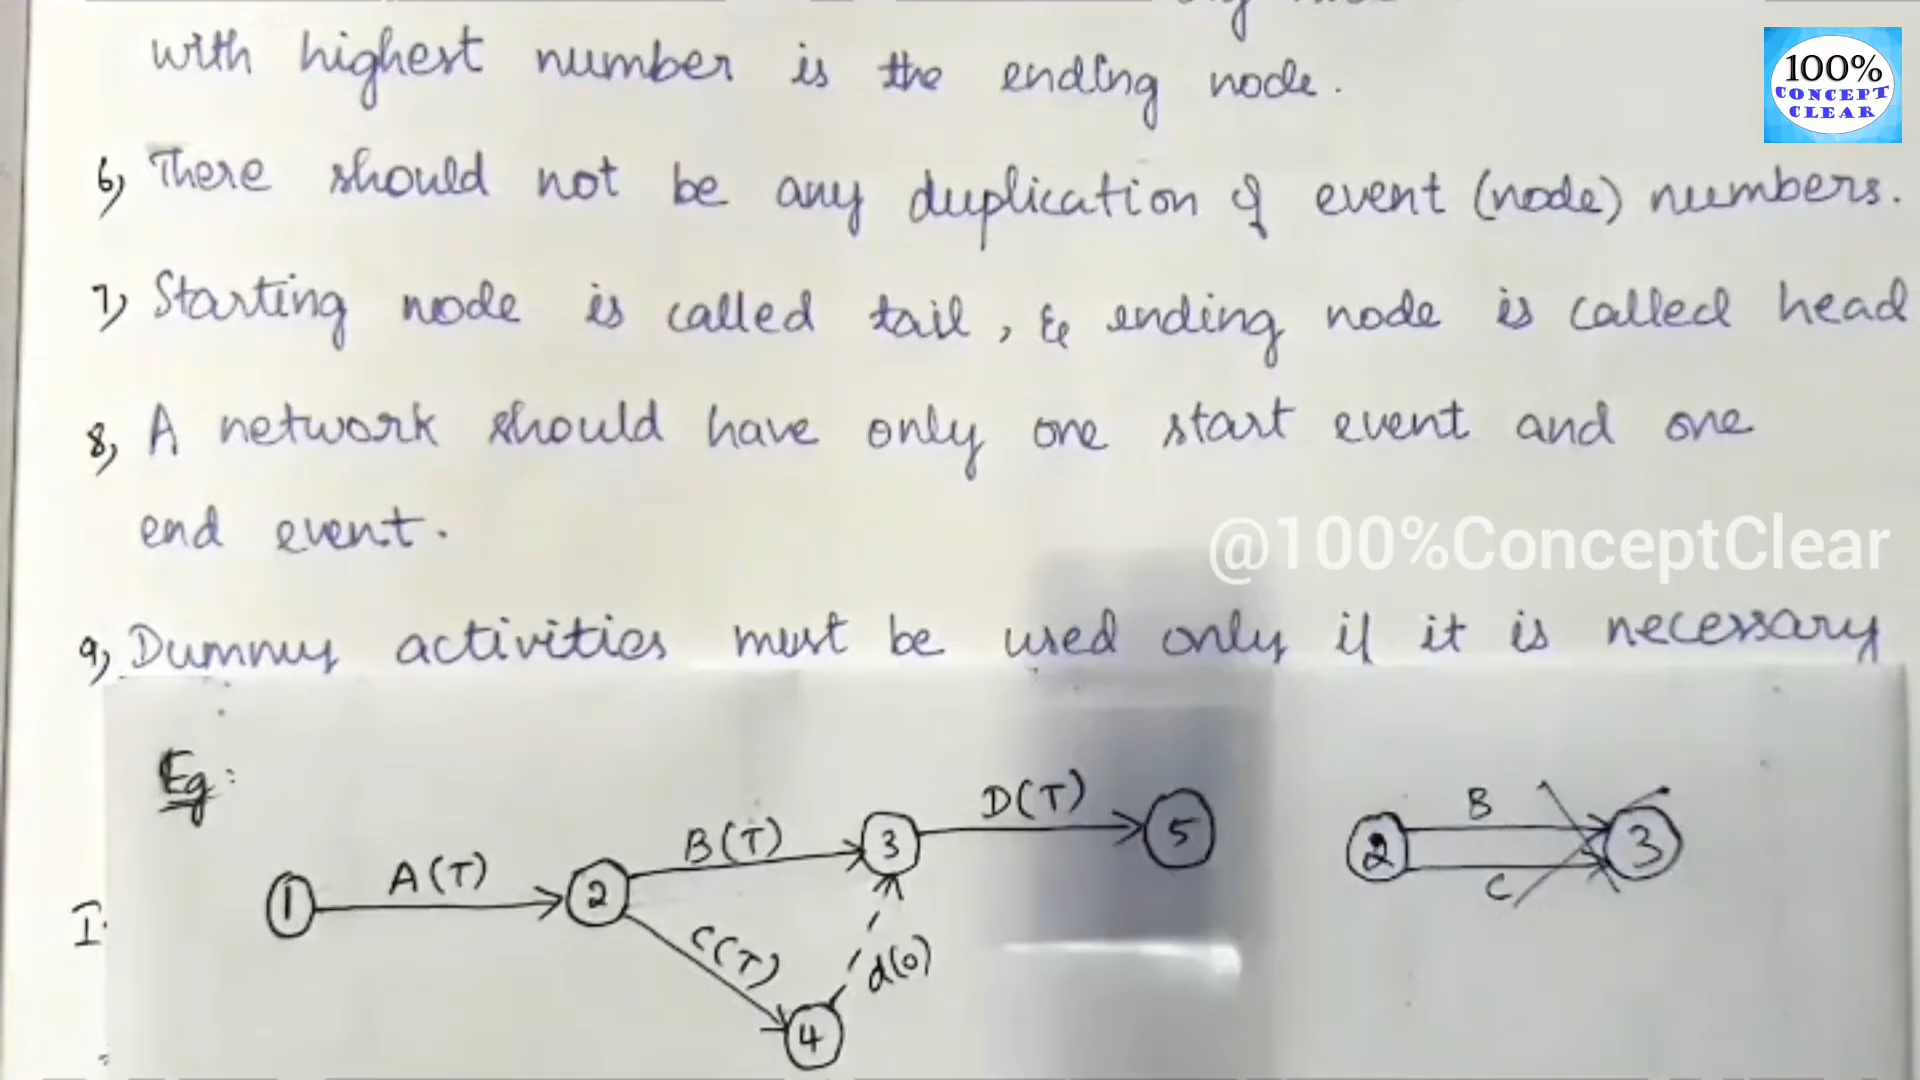 with highest number is the ending node.
6) There should not be any duplication of event (node) numbers.
7) Starting node is called tail, & ending node is called head
8) A network should have only one start event and one
end event.
9) Dummy activities must be used only if it is necessary
Eg:
1 A(T) 2 B(T) 3 D(T) 5
C(T) 4 d(0)
2 B 3
C
I.
100%
CONCEPT
CLEAR
@100%ConceptClear